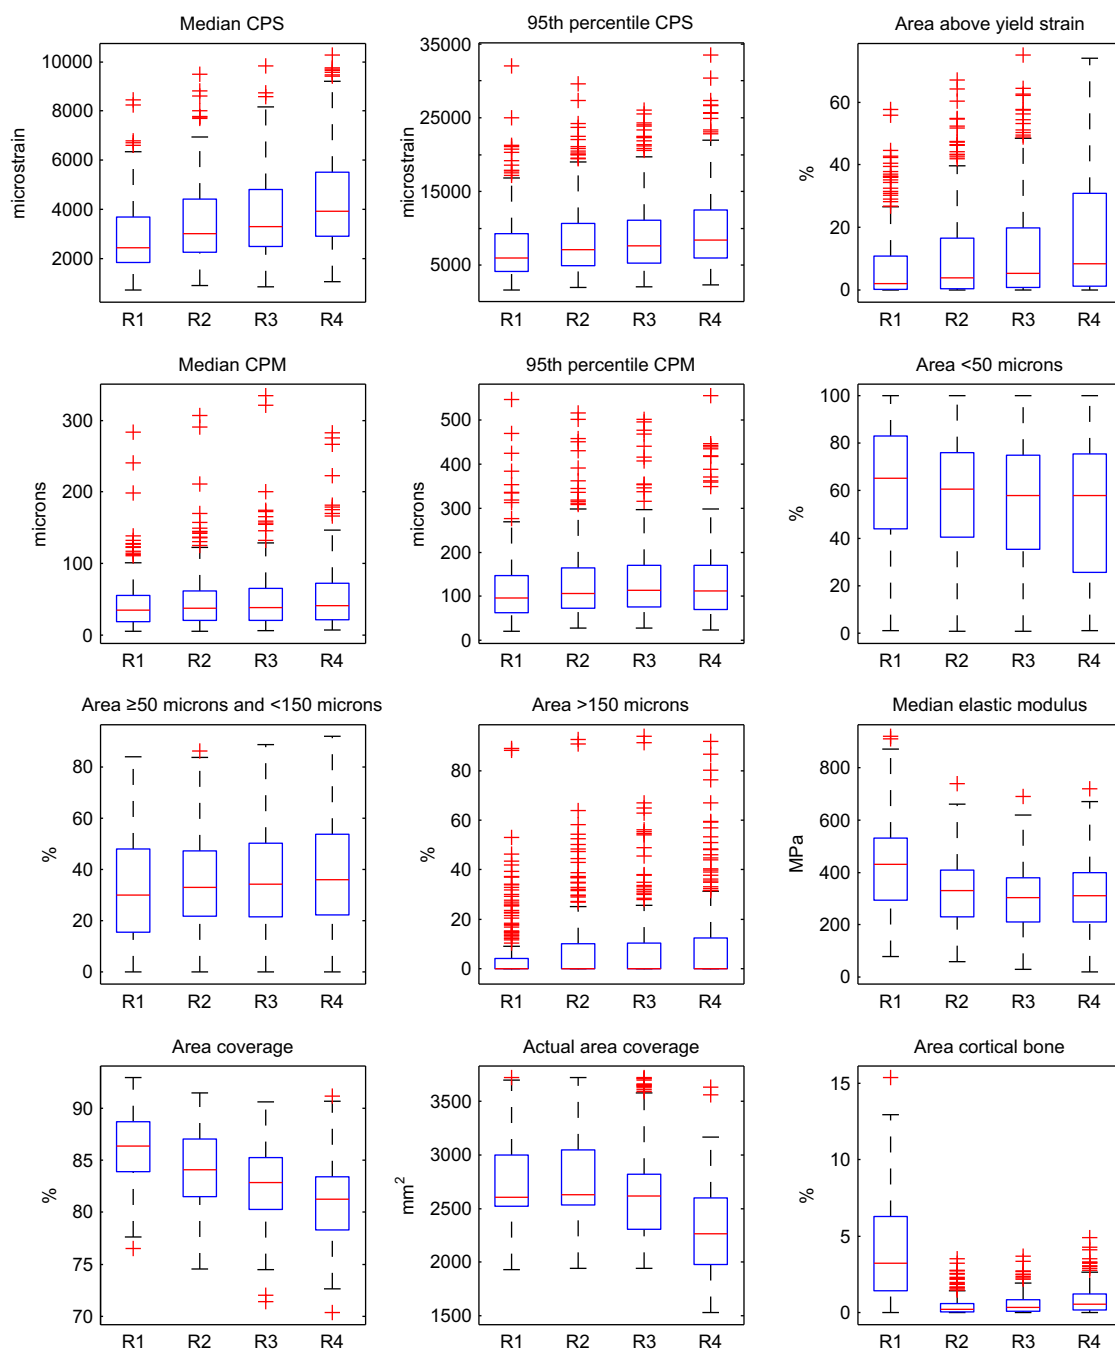 Median CPS
95th percentile CPS
Area above yield strain
microstrain
10000
8000
6000
4000
2000
R1 R2 R3 R4
microstrain
35000
25000
15000
5000
R1 R2 R3 R4
%
60
40
20
0
R1 R2 R3 R4
Median CPM
95th percentile CPM
Area <50 microns
microns
300
200
100
0
R1 R2 R3 R4
microns
500
400
300
200
100
0
R1 R2 R3 R4
%
100
80
60
40
20
0
R1 R2 R3 R4
Area ≥50 microns and <150 microns
Area >150 microns
Median elastic modulus
%
80
60
40
20
0
R1 R2 R3 R4
%
80
60
40
20
0
R1 R2 R3 R4
MPa
800
600
400
200
0
R1 R2 R3 R4
Area coverage
Actual area coverage
Area cortical bone
%
90
85
80
75
70
R1 R2 R3 R4
mm²
3500
3000
2500
2000
1500
R1 R2 R3 R4
%
15
10
5
0
R1 R2 R3 R4